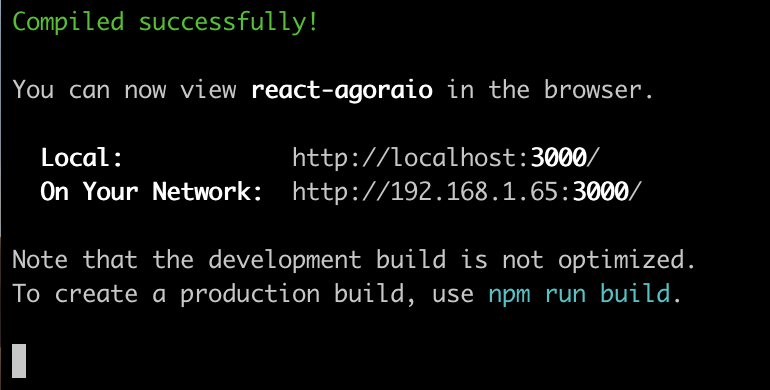 Compiled successfully!
You can now view react-agoraio in the browser.
Local: http://localhost:3000/
On Your Network: http://192.168.1.65:3000/
Note that the development build is not optimized.
To create a production build, use npm run build.